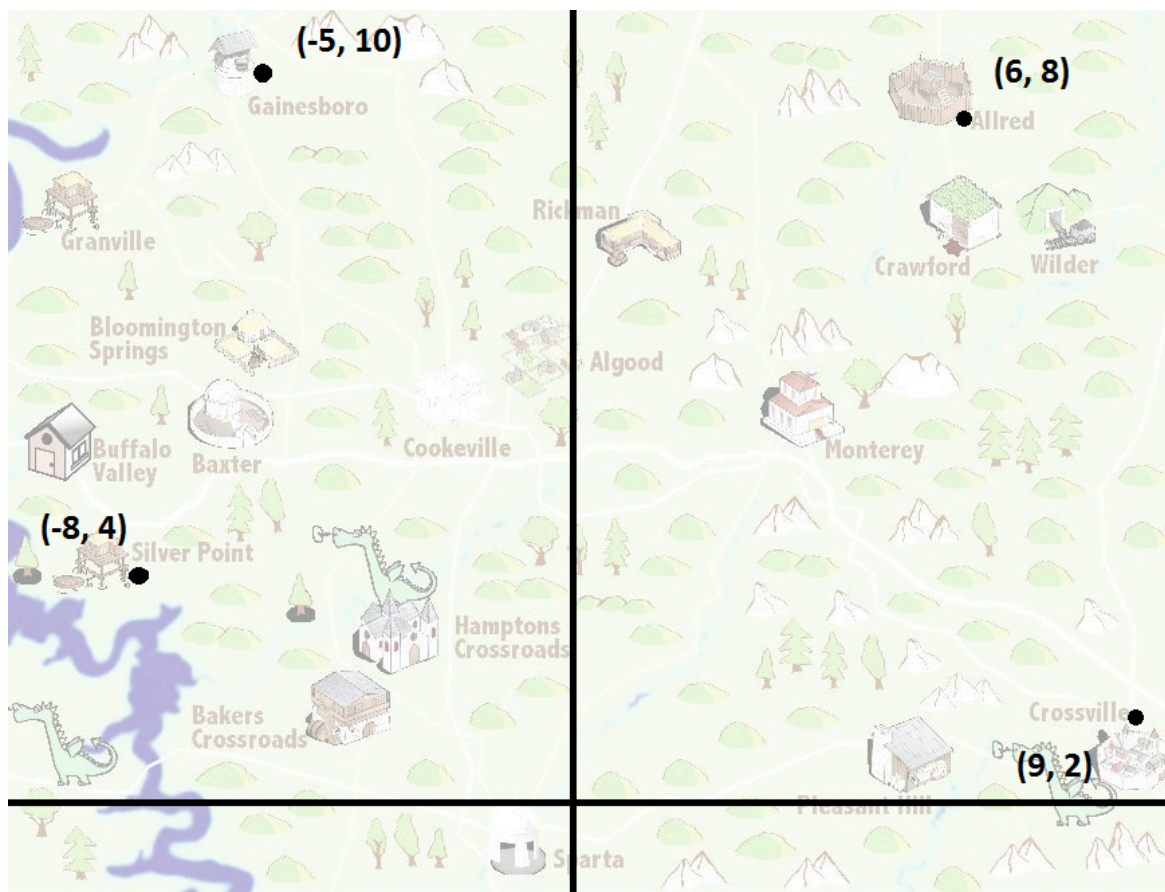 (-5, 10)
(6, 8)
Gainesboro
Allred
Rickman
Granville
Crawford
Wilder
Bloomington
Springs
Algood
Buffalo
Valley
Baxter
Cookeville
Monterey
(-8, 4)
Silver Point
Hamptons
Crossroads
Bakers
Crossroads
Crossville
(9, 2)
Pleasant Hill
Sparta